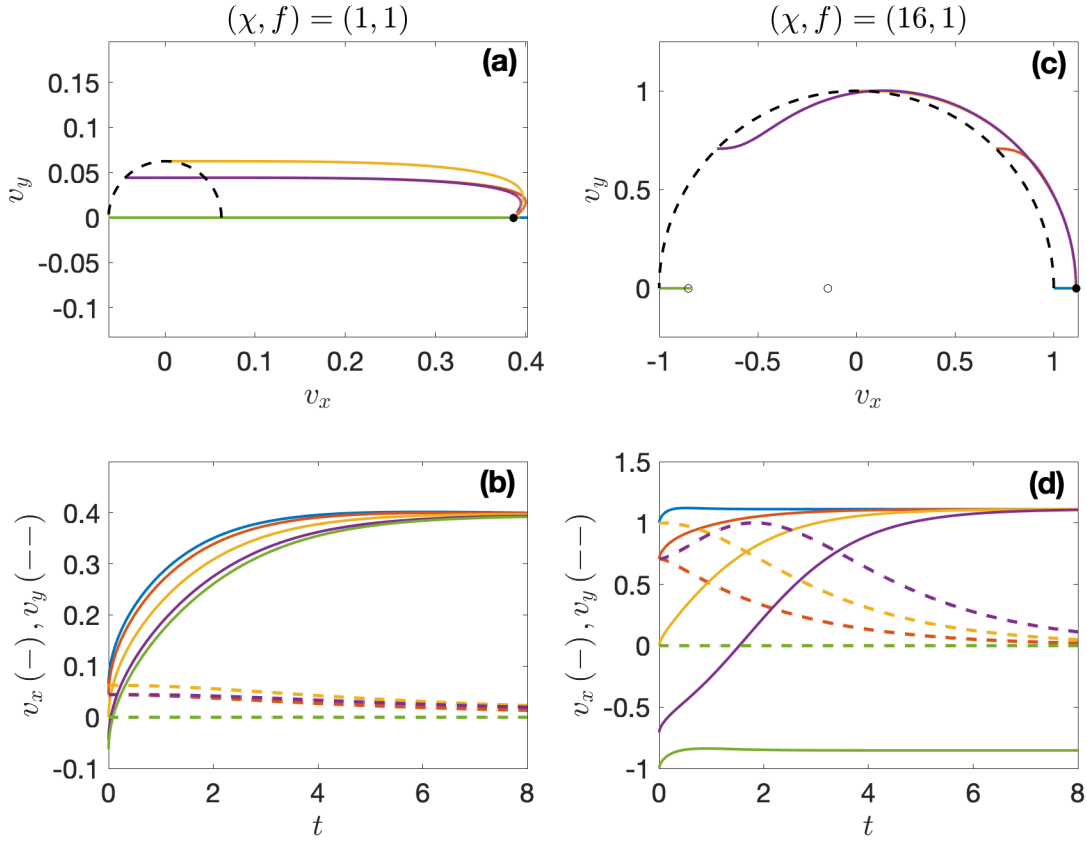 (χ, f) = (1, 1)
(a)
0.15
0.1
0.05
0
-0.05
-0.1
v_y
0 0.1 0.2 0.3 0.4
v_x
(χ, f) = (16, 1)
(c)
1
0.5
0
v_y
-1 -0.5 0 0.5 1
v_x
(b)
0.4
0.3
0.2
0.1
0
-0.1
v_x (−) , v_y (−−)
0 2 4 6 8
t
(d)
1.5
1
0.5
0
-0.5
-1
v_x (−) , v_y (−−)
0 2 4 6 8
t